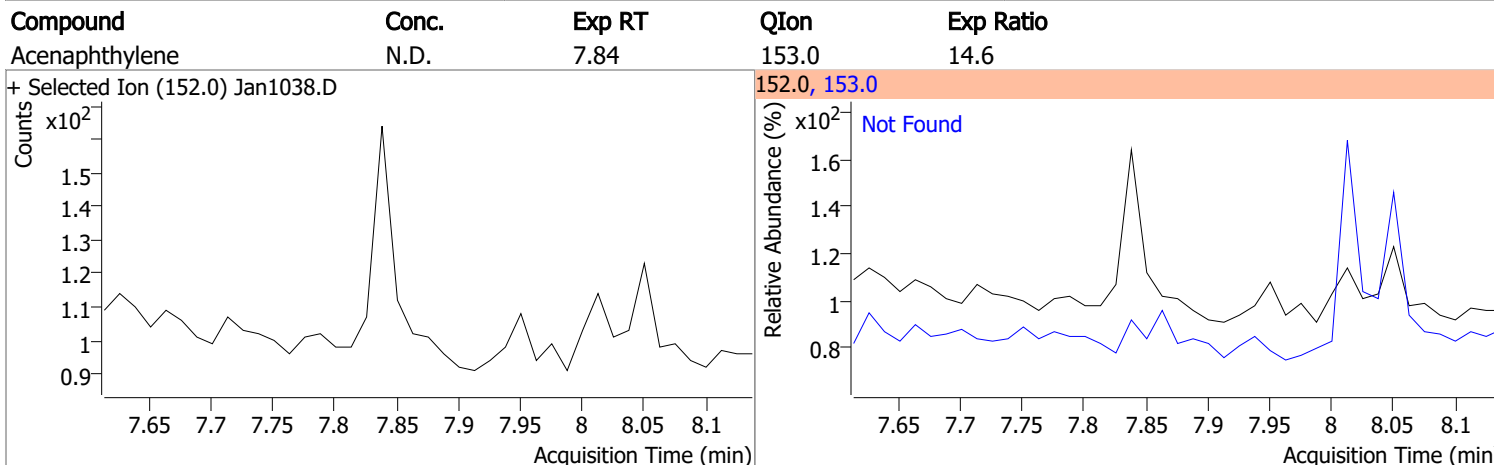 Compound Conc. Exp RT QIon Exp Ratio
Acenaphthylene N.D. 7.84 153.0 14.6
+ Selected Ion (152.0) Jan1038.D
Counts
x10²
1.5
1.4
1.3
1.2
1.1
1
0.9
7.65 7.7 7.75 7.8 7.85 7.9 7.95 8 8.05 8.1
Acquisition Time (min)
152.0, 153.0
Relative Abundance (%)
x10²
Not Found
1.6
1.4
1.2
1
0.8
7.65 7.7 7.75 7.8 7.85 7.9 7.95 8 8.05 8.1
Acquisition Time (min